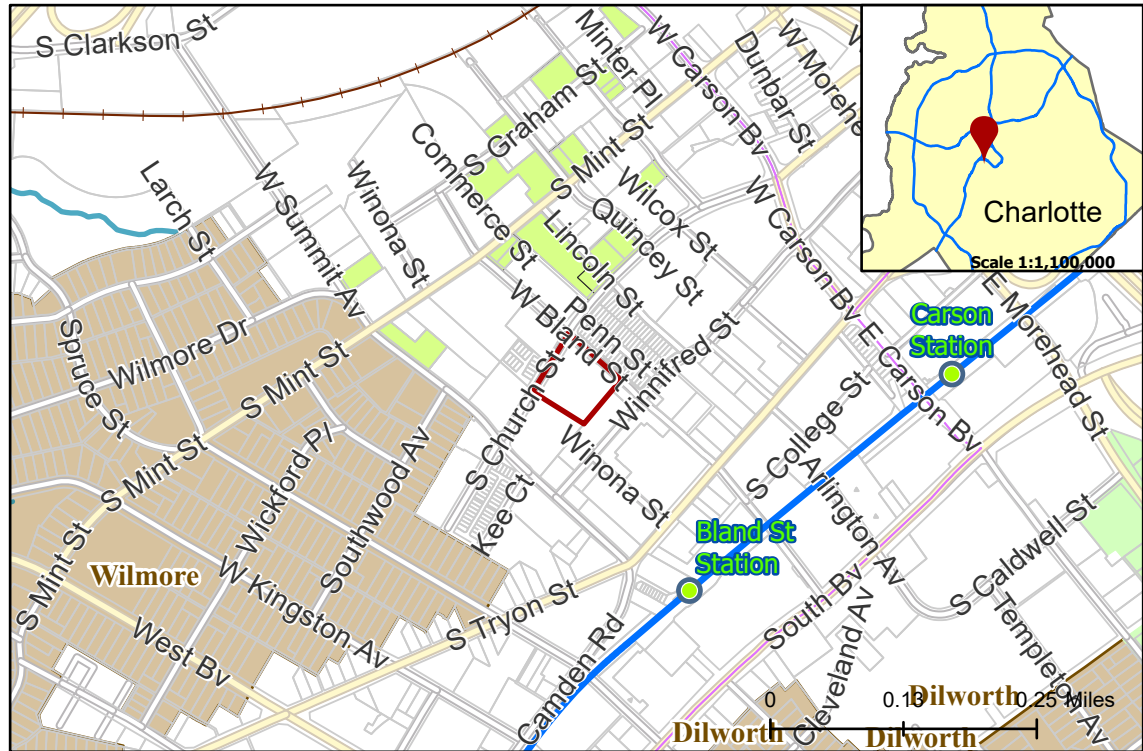 S Clarkson St
Minter Pl
W Carson Bv
Dunbar St
W Morehe
S Graham St
S Mint St
Commerce St
Wilcox St
Quincey St
Lincoln St
Larch St
W Summit Av
Winona St
W Carson Bv
E Morehead St
Charlotte
Scale 1:1,100,000
Carson
Station
Penn St
W Bland St
Winnifred St
E Carson Bv
Spruce St
Wilmore Dr
S Mint St
S Church St
Winona St
S College St
Arlington Av
S Mint St
Wickford Pl
Southwood Av
Kee Ct
Bland St
Station
S Caldwell St
S Mint St
Wilmore
W Kingston Av
S Tryon St
South Bv
Cleveland Av
Templeton Av
West Bv
Camden Rd
0
0.13
0.25 Miles
Dilworth
Dilworth
Dilworth